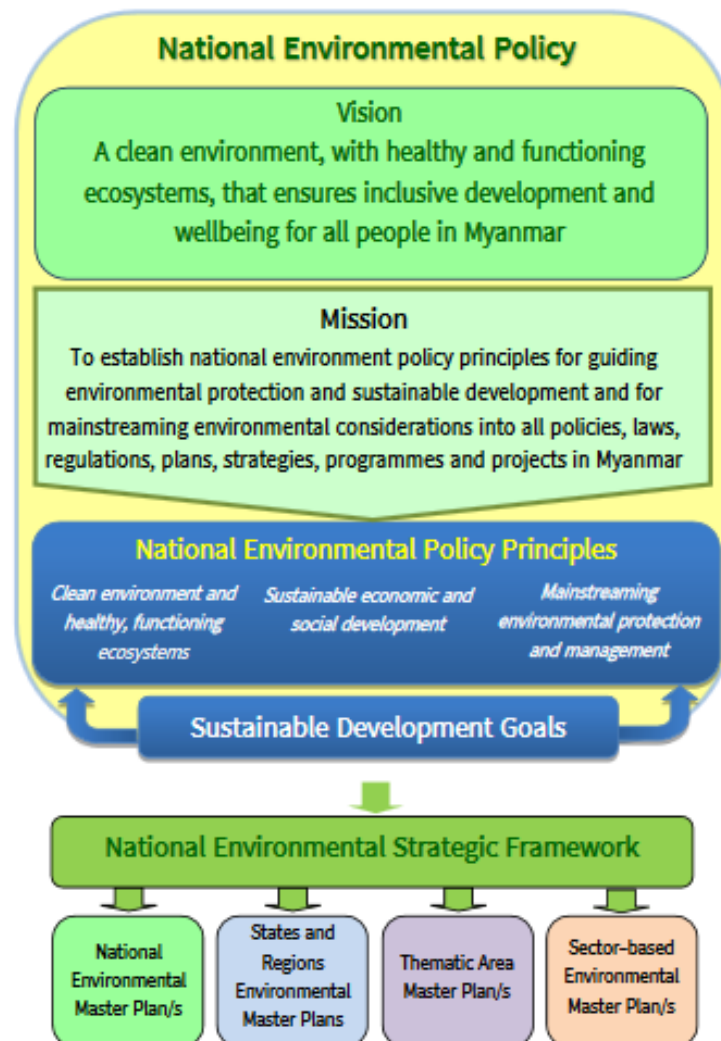 National Environmental Policy
Vision
A clean environment, with healthy and functioning
ecosystems, that ensures inclusive development and
wellbeing for all people in Myanmar
Mission
To establish national environment policy principles for guiding
environmental protection and sustainable development and for
mainstreaming environmental considerations into all policies, laws,
regulations, plans, strategies, programmes and projects in Myanmar
National Environmental Policy Principles
Clean environment and
healthy, functioning
ecosystems
Sustainable economic and
social development
Mainstreaming
environmental protection
and management
Sustainable Development Goals
National Environmental Strategic Framework
National
Environmental
Master Plan/s
States and
Regions
Environmental
Master Plans
Thematic Area
Master Plan/s
Sector-based
Environmental
Master Plan/s